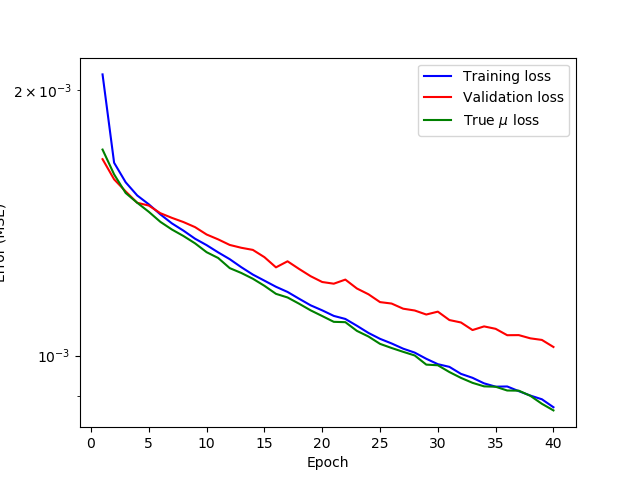 Training loss
Validation loss
True μ loss
2 × 10⁻³
10⁻³
Error (MSE)
0 5 10 15 20 25 30 35 40
Epoch